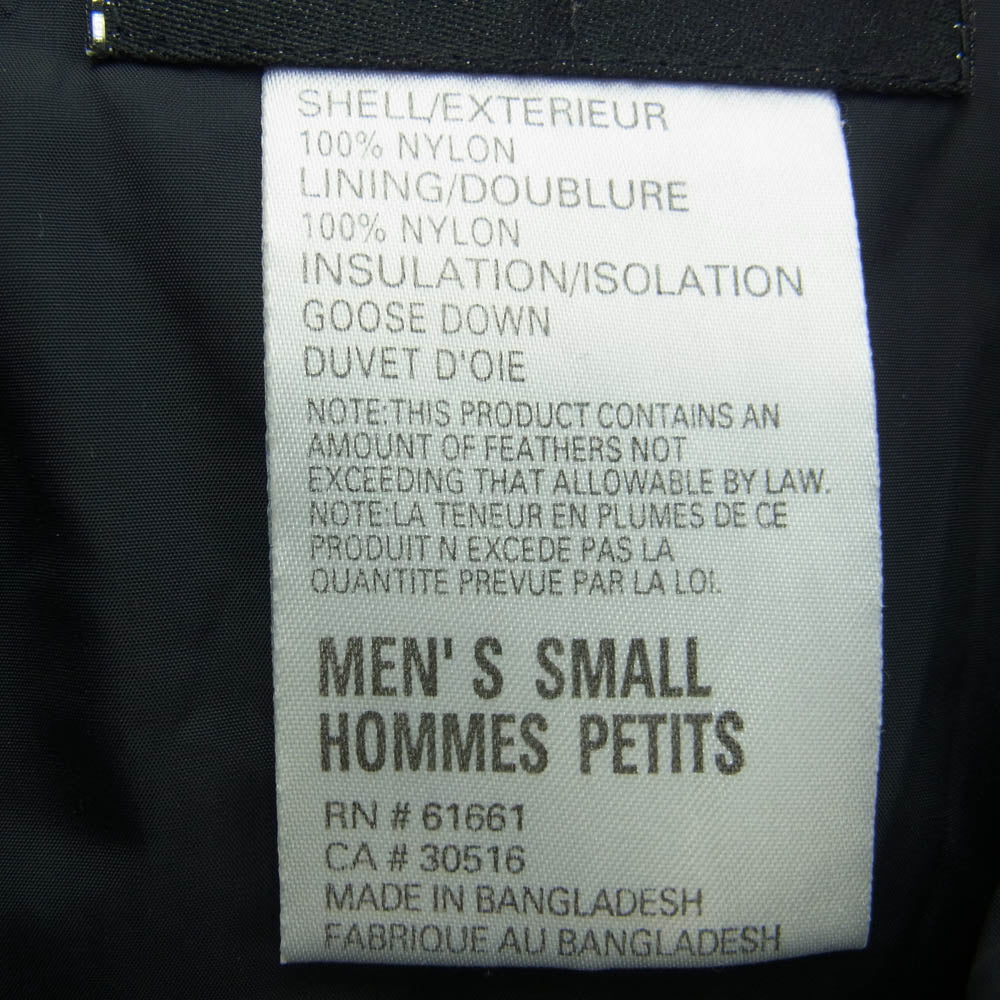 SHELL/EXTERIEUR
100% NYLON
LINING/DOUBLURE
100% NYLON
INSULATION/ISOLATION
GOOSE DOWN
DUVET D'OIE
NOTE:THIS PRODUCT CONTAINS AN
AMOUNT OF FEATHERS NOT
EXCEEDING THAT ALLOWABLE BY LAW.
NOTE:LA TENEUR EN PLUMES DE CE
PRODUIT N EXCEDE PAS LA
QUANTITE PREVUE PAR LA LOI.
MEN'S SMALL
HOMMES PETITS
RN # 61661
CA # 30516
MADE IN BANGLADESH
FABRIQUE AU BANGLADESH